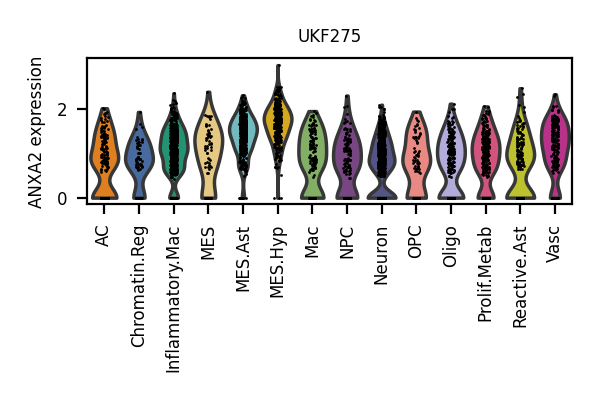 UKF275
ANXA2 expression
2
0
AC
Chromatin.Reg
Inflammatory.Mac
MES
MES.Ast
MES.Hyp
Mac
NPC
Neuron
OPC
Oligo
Prolif.Metab
Reactive.Ast
Vasc